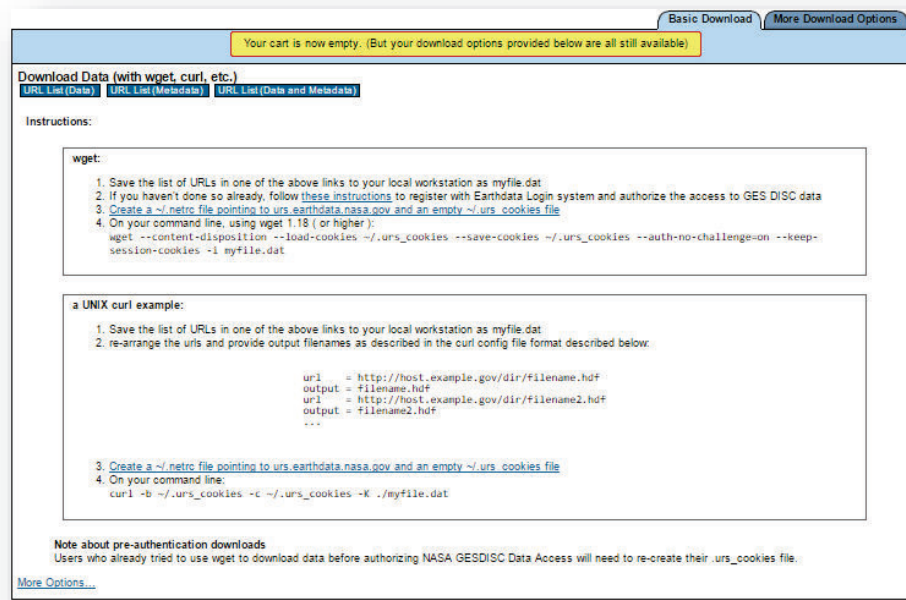 Basic Download
More Download Options
Your cart is now empty. (But your download options provided below are all still available)
Download Data (with wget, curl, etc.)
URL List (Data)
URL List (Metadata)
URL List (Data and Metadata)
Instructions:
wget:
1. Save the list of URLs in one of the above links to your local workstation as myfile.dat
2. If you haven't done so already, follow these instructions to register with Earthdata Login system and authorize the access to GES DISC data
3. Create a ~/.netrc file pointing to urs.earthdata.nasa.gov and an empty ~/.urs_cookies file
4. On your command line, using wget 1.18 ( or higher ):
wget --content-disposition --load-cookies ~/.urs_cookies --save-cookies ~/.urs_cookies --auth-no-challenge=on --keep-
session-cookies -i myfile.dat
a UNIX curl example:
1. Save the list of URLs in one of the above links to your local workstation as myfile.dat
2. re-arrange the urls and provide output filenames as described in the curl config file format described below:
url = http://host.example.gov/dir/filename.hdf
output = filename.hdf
url = http://host.example.gov/dir/filename2.hdf
output = filename2.hdf
...
3. Create a ~/.netrc file pointing to urs.earthdata.nasa.gov and an empty ~/.urs_cookies file
4. On your command line:
curl -b ~/.urs_cookies -c ~/.urs_cookies -K ./myfile.dat
Note about pre-authentication downloads
Users who already tried to use wget to download data before authorizing NASA GESDISC Data Access will need to re-create their .urs_cookies file.
More Options...